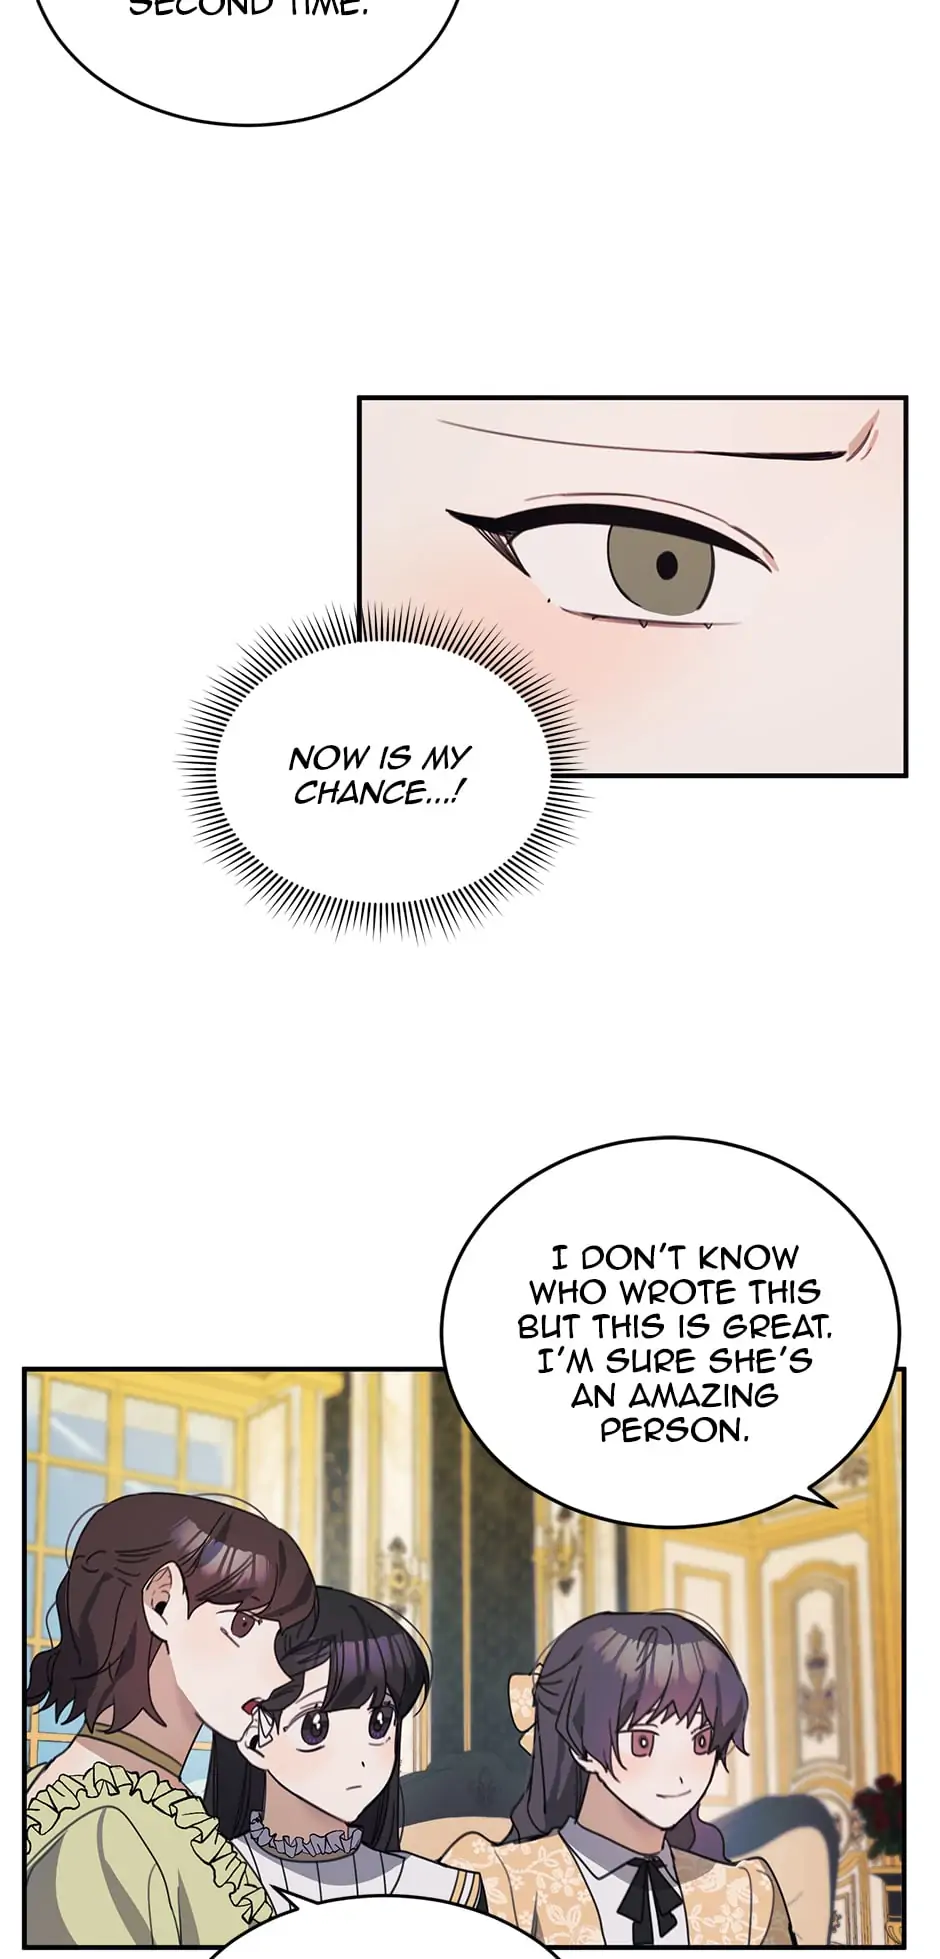 SECOND TIME.
NOW IS MY
CHANCE...!
I DON'T KNOW
WHO WROTE THIS
BUT THIS IS GREAT.
I'M SURE SHE'S
AN AMAZING
PERSON.